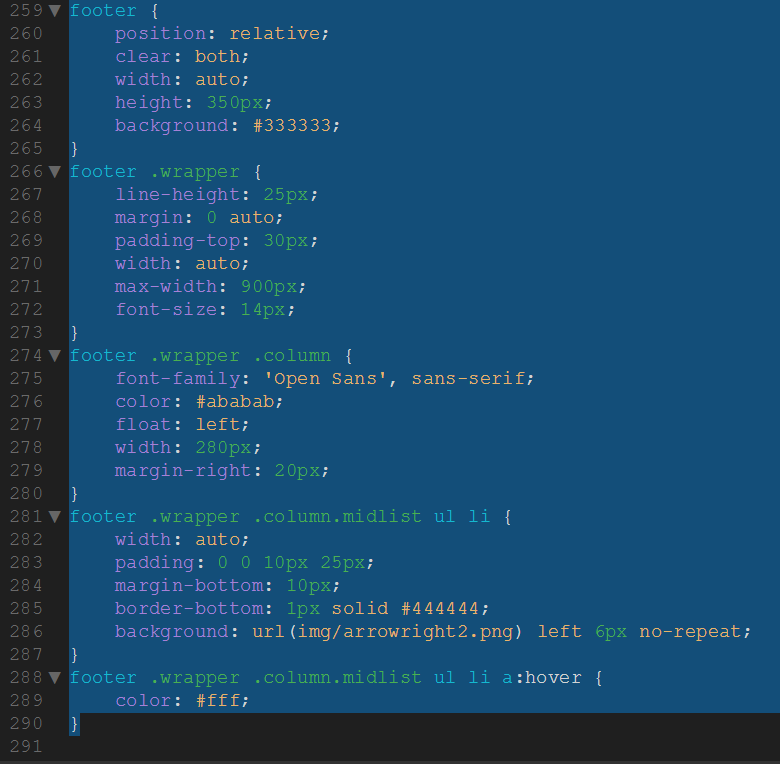 259 ▼ footer {
260     position: relative;
261     clear: both;
262     width: auto;
263     height: 350px;
264     background: #333333;
265 }
266 ▼ footer .wrapper {
267     line-height: 25px;
268     margin: 0 auto;
269     padding-top: 30px;
270     width: auto;
271     max-width: 900px;
272     font-size: 14px;
273 }
274 ▼ footer .wrapper .column {
275     font-family: 'Open Sans', sans-serif;
276     color: #ababab;
277     float: left;
278     width: 280px;
279     margin-right: 20px;
280 }
281 ▼ footer .wrapper .column.midlist ul li {
282     width: auto;
283     padding: 0 0 10px 25px;
284     margin-bottom: 10px;
285     border-bottom: 1px solid #444444;
286     background: url(img/arrowright2.png) left 6px no-repeat;
287 }
288 ▼ footer .wrapper .column.midlist ul li a:hover {
289     color: #fff;
290 }
291